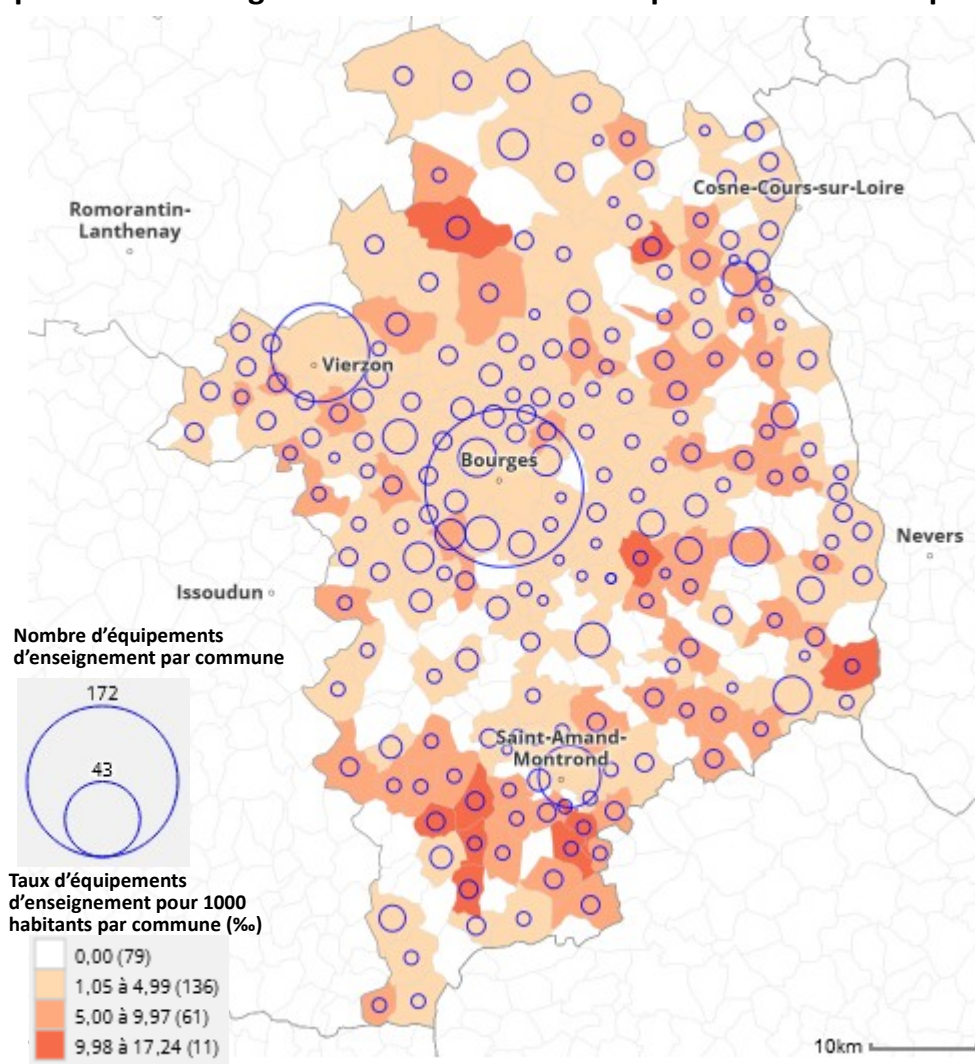 Cosne-Cours-sur-Loire
Romorantin-
Lanthenay
Vierzon
Bourges
Nevers
Issoudun
Nombre d'équipements
d'enseignement par commune
172
43
Saint-Amand-
Montrond
Taux d'équipements
d'enseignement pour 1000
habitants par commune (‰)
0,00 (79)
1,05 à 4,99 (136)
5,00 à 9,97 (61)
9,98 à 17,24 (11)
10km